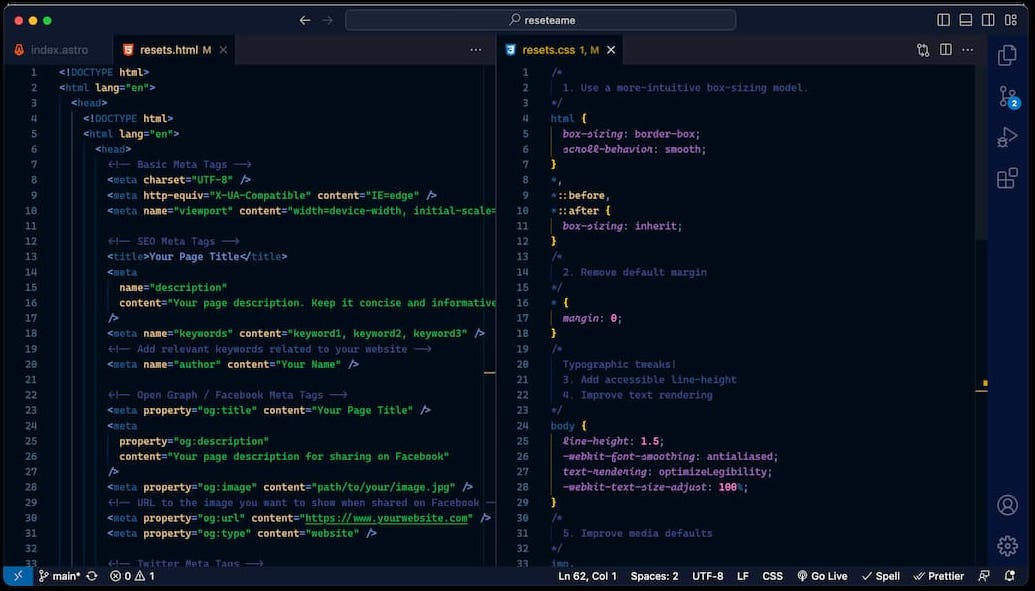 reseteame
index.astro
resets.html M
resets.css 1, M
1 <!DOCTYPE html>
2 <html lang="en">
3 <head>
4 <!DOCTYPE html>
5 <html lang="en">
6 <head>
7 <!-- Basic Meta Tags -->
8 <meta charset="UTF-8" />
9 <meta http-equiv="X-UA-Compatible" content="IE=edge" />
10 <meta name="viewport" content="width=device-width, initial-scale=
11
12 <!-- SEO Meta Tags -->
13 <title>Your Page Title</title>
14 <meta
15 name="description"
16 content="Your page description. Keep it concise and informative
17 />
18 <meta name="keywords" content="keyword1, keyword2, keyword3" />
19 <!-- Add relevant keywords related to your website -->
20 <meta name="author" content="Your Name" />
21
22 <!-- Open Graph / Facebook Meta Tags -->
23 <meta property="og:title" content="Your Page Title" />
24 <meta
25 property="og:description"
26 content="Your page description for sharing on Facebook"
27 />
28 <meta property="og:image" content="path/to/your/image.jpg" />
29 <!-- URL to the image you want to show when shared on Facebook --
30 <meta property="og:url" content="https://www.yourwebsite.com" />
31 <meta property="og:type" content="website" />
32
33 <!-- Twitter Meta Tags -->
1 /*
2 1. Use a more-intuitive box-sizing model.
3 */
4 html {
5 box-sizing: border-box;
6 scroll-behavior: smooth;
7 }
8 *,
9 *::before,
10 *::after {
11 box-sizing: inherit;
12 }
13 /*
14 2. Remove default margin
15 */
16 * {
17 margin: 0;
18 }
19 /*
20 Typographic tweaks!
21 3. Add accessible line-height
22 4. Improve text rendering
23 */
24 body {
25 line-height: 1.5;
26 -webkit-font-smoothing: antialiased;
27 text-rendering: optimizeLegibility;
28 -webkit-text-size-adjust: 100%;
29 }
30 /*
31 5. Improve media defaults
32 */
33 img,
2
main* 0 1
Ln 62, Col 1 Spaces: 2 UTF-8 LF CSS Go Live Spell Prettier